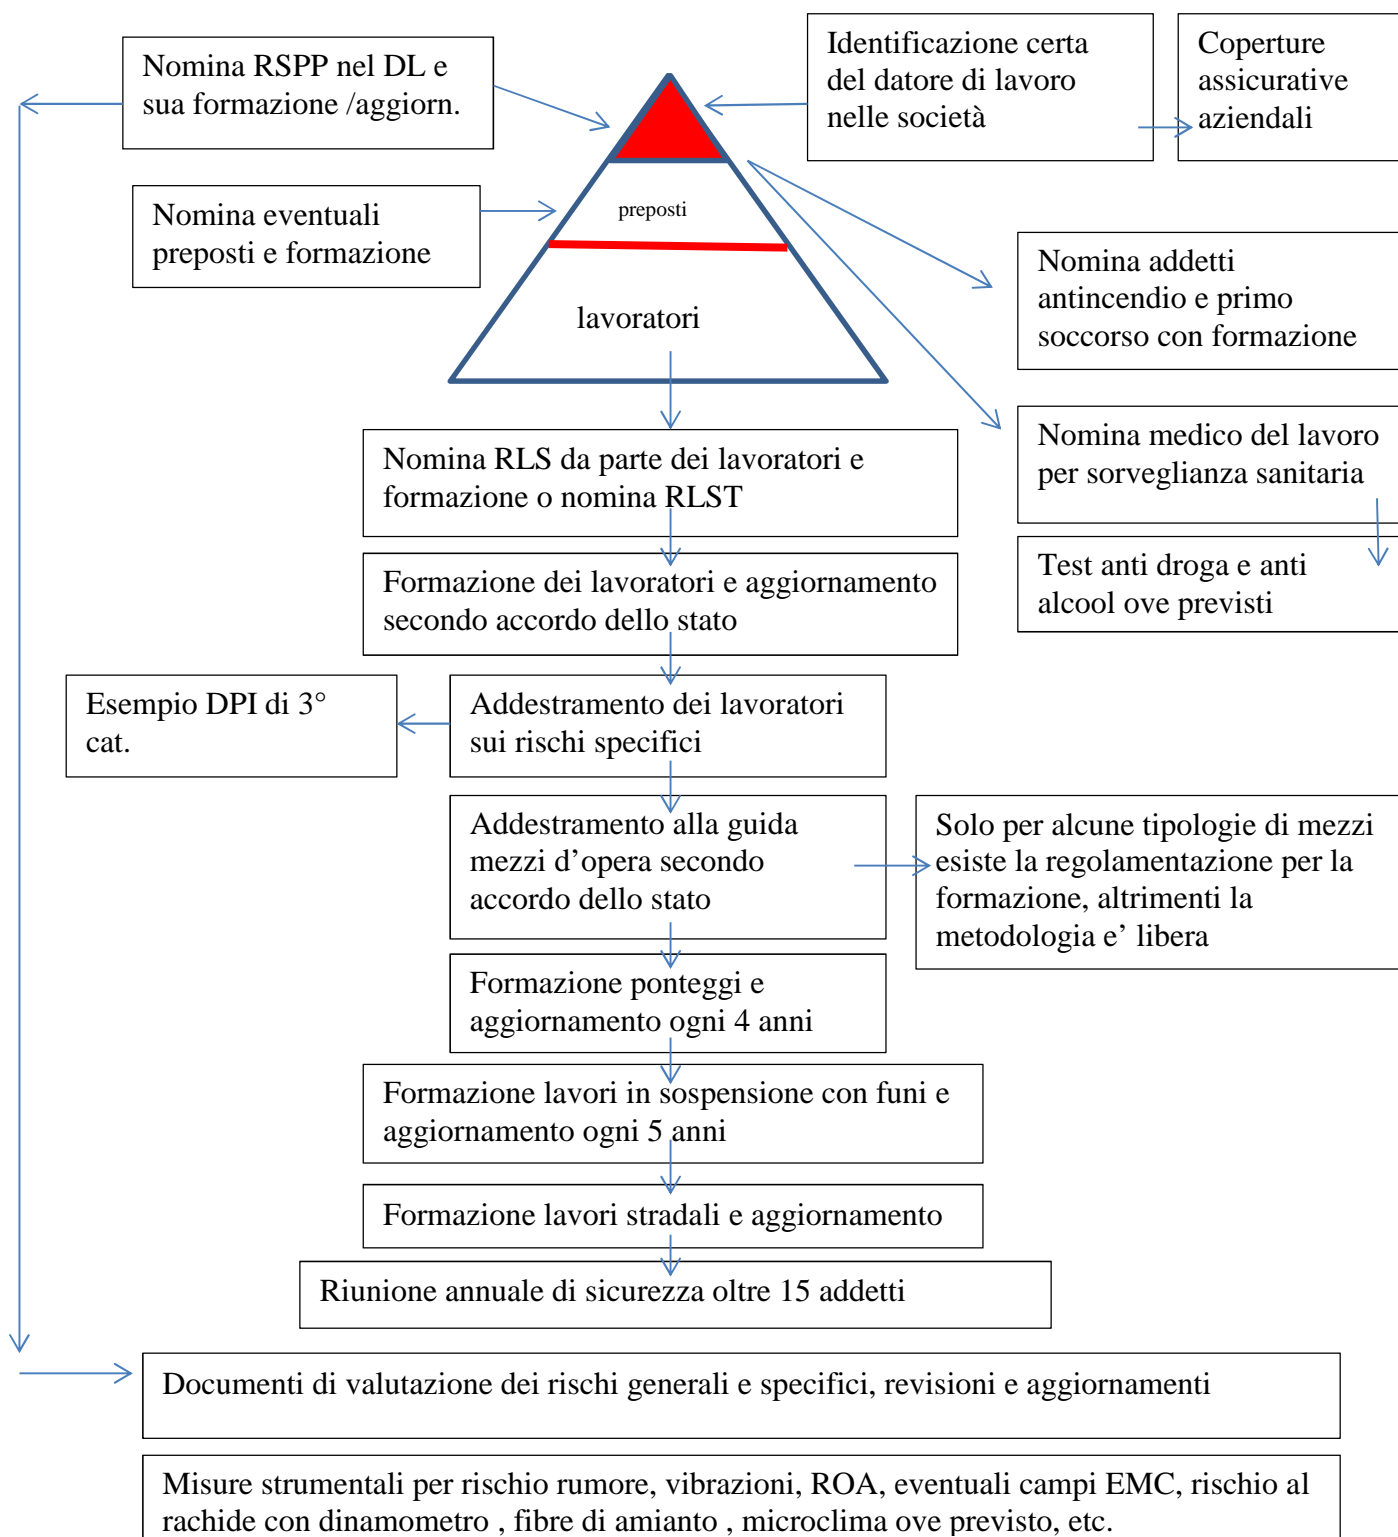 Nomina RSPP nel DL e
sua formazione /aggiorn.
Identificazione certa
del datore di lavoro
nelle società
Coperture
assicurative
aziendali
Nomina eventuali
preposti e formazione
preposti
lavoratori
Nomina addetti
antincendio e primo
soccorso con formazione
Nomina medico del lavoro
per sorveglianza sanitaria
Test anti droga e anti
alcool ove previsti
Nomina RLS da parte dei lavoratori e
formazione o nomina RLST
Formazione dei lavoratori e aggiornamento
secondo accordo dello stato
Esempio DPI di 3°
cat.
Addestramento dei lavoratori
sui rischi specifici
Addestramento alla guida
mezzi d’opera secondo
accordo dello stato
Solo per alcune tipologie di mezzi
esiste la regolamentazione per la
formazione, altrimenti la
metodologia e’ libera
Formazione ponteggi e
aggiornamento ogni 4 anni
Formazione lavori in sospensione con funi e
aggiornamento ogni 5 anni
Formazione lavori stradali e aggiornamento
Riunione annuale di sicurezza oltre 15 addetti
Documenti di valutazione dei rischi generali e specifici, revisioni e aggiornamenti
Misure strumentali per rischio rumore, vibrazioni, ROA, eventuali campi EMC, rischio al
rachide con dinamometro , fibre di amianto , microclima ove previsto, etc.